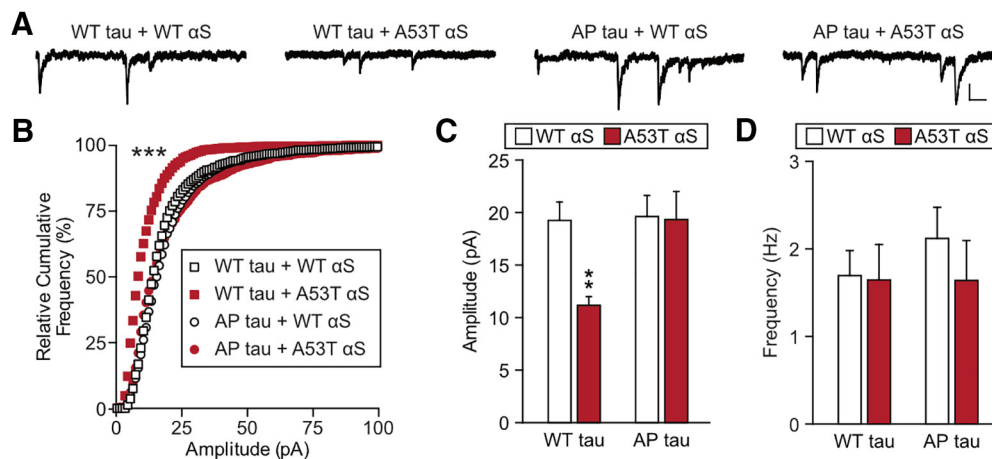 A
WT tau + WT αS
WT tau + A53T αS
AP tau + WT αS
AP tau + A53T αS
B
Relative Cumulative
Frequency (%)
100
75
50
25
0
***
WT tau + WT αS
WT tau + A53T αS
AP tau + WT αS
AP tau + A53T αS
0 25 50 75 100
Amplitude (pA)
C
WT αS A53T αS
Amplitude (pA)
25
20
15
10
5
0
**
WT tau AP tau
D
WT αS A53T αS
Frequency (Hz)
3
2
1
0
WT tau AP tau